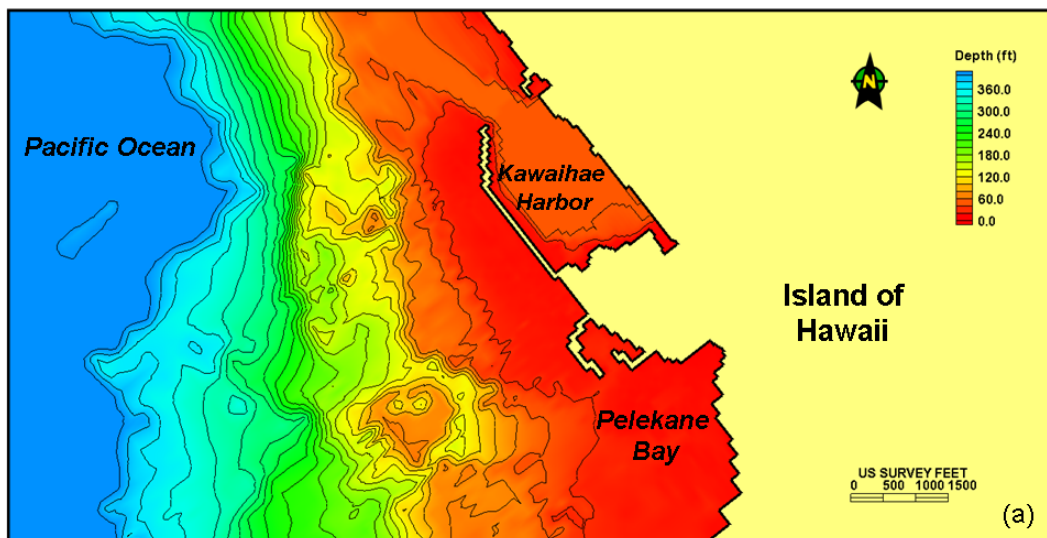 Depth (ft)
360.0
300.0
240.0
180.0
120.0
60.0
0.0
N
Pacific Ocean
Kawaihae
Harbor
Island of
Hawaii
Pelekane
Bay
US SURVEY FEET
0 500 1000 1500
(a)